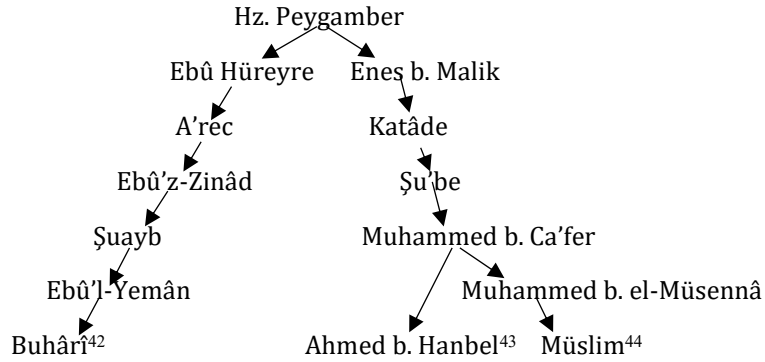 Hz. Peygamber
Ebû Hüreyre Enes b. Malik
A'rec Katâde
Ebû'z-Zinâd Şu'be
Şuayb Muhammed b. Ca'fer
Ebû'l-Yemân Muhammed b. el-Müsennâ
Buhârî42 Ahmed b. Hanbel43 Müslim44